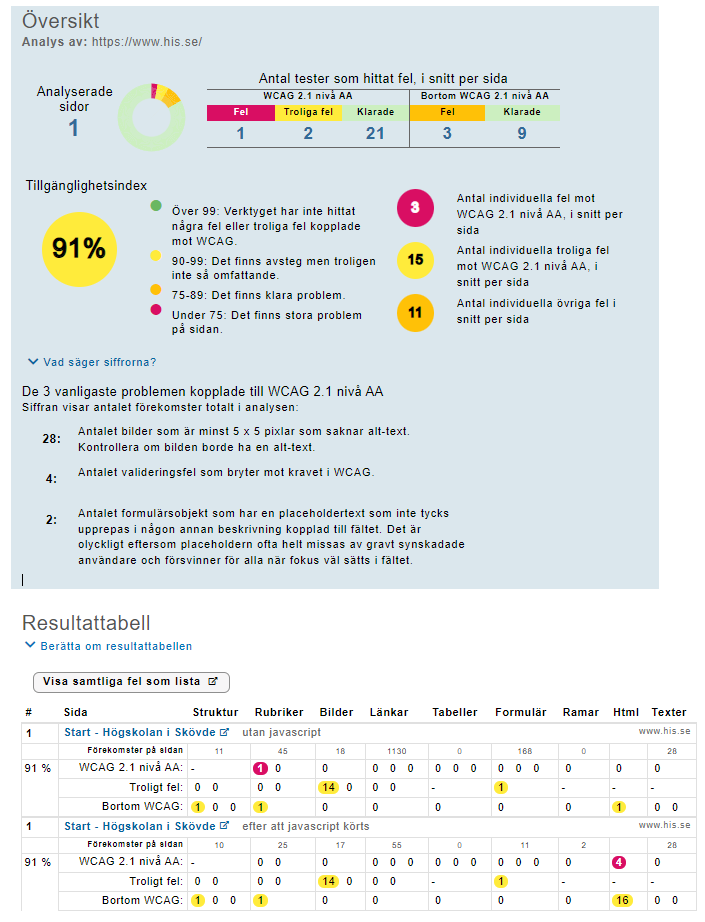 Översikt
Analys av: https://www.his.se/
Analyserade sidor
1
Antal tester som hittat fel, i snitt per sida
WCAG 2.1 nivå AA Bortom WCAG 2.1 nivå AA
Fel Troliga fel Klarade Fel Klarade
1 2 21 3 9
Tillgänglighetsindex
91%
Över 99: Verktyget har inte hittat
några fel eller troliga fel kopplade
mot WCAG.
90-99: Det finns avsteg men troligen
inte så omfattande.
75-89: Det finns klara problem.
Under 75: Det finns stora problem
på sidan.
3
Antal individuella fel mot
WCAG 2.1 nivå AA, i snitt per
sida
15
Antal individuella troliga fel
mot WCAG 2.1 nivå AA, i
snitt per sida
11
Antal individuella övriga fel i
snitt per sida
Vad säger siffrorna?
De 3 vanligaste problemen kopplade till WCAG 2.1 nivå AA
Siffran visar antalet förekomster totalt i analysen:
28: Antalet bilder som är minst 5 x 5 pixlar som saknar alt-text.
Kontrollera om bilden borde ha en alt-text.
4: Antalet valideringsfel som bryter mot kravet i WCAG.
2: Antalet formulärsobjekt som har en placeholdertext som inte tycks
upprepas i någon annan beskrivning kopplad till fältet. Det är
olyckligt eftersom placeholdern ofta helt missas av gravt synskadade
användare och försvinner för alla när fokus väl sätts i fältet.
Resultattabell
Berätta om resultattabellen
Visa samtliga fel som lista
# Sida Struktur Rubriker Bilder Länkar Tabeller Formulär Ramar Html Texter
1 Start - Högskolan i Skövde utan javascript www.his.se
Förekomster på sidan 11 45 18 1130 0 168 0 28
91 % WCAG 2.1 nivå AA: - 1 0 0 0 0 0 0 0 0 0 0 0 0 0 0
Troligt fel: 0 0 0 0 14 0 0 0 - 1 - - -
Bortom WCAG: 1 0 0 1 0 0 0 0 1 0 0
1 Start - Högskolan i Skövde efter att javascript körts www.his.se
Förekomster på sidan 10 25 17 55 0 11 2 28
91 % WCAG 2.1 nivå AA: - 0 0 0 0 0 0 0 0 0 0 0 0 0 4 0
Troligt fel: 0 0 0 0 14 0 0 0 - 1 - - -
Bortom WCAG: 1 0 0 1 0 0 0 0 16 0 0